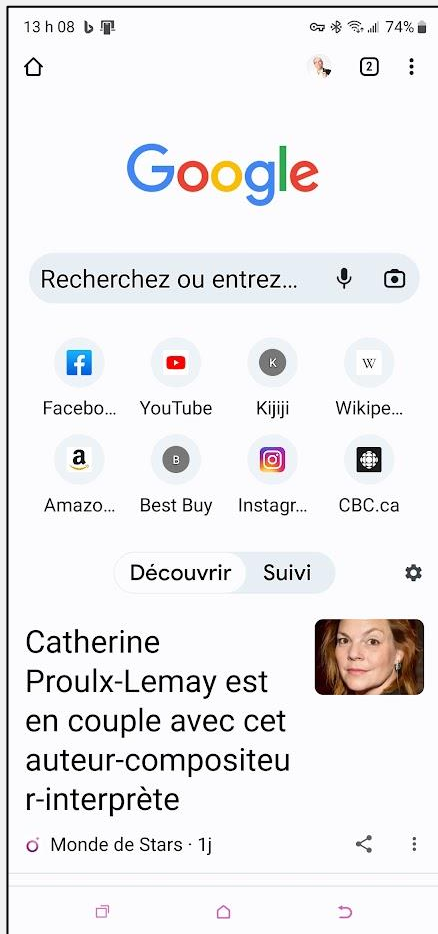 13 h 08
74%
2
Google
Recherchez ou entrez...
Facebo...
YouTube
K
Kijiji
W
Wikipe...
a
Amazo...
B
Best Buy
Instagr...
CBC.ca
Découvrir
Suivi
Catherine
Proulx-Lemay est
en couple avec cet
auteur-compositeu
r-interprète
Monde de Stars · 1j